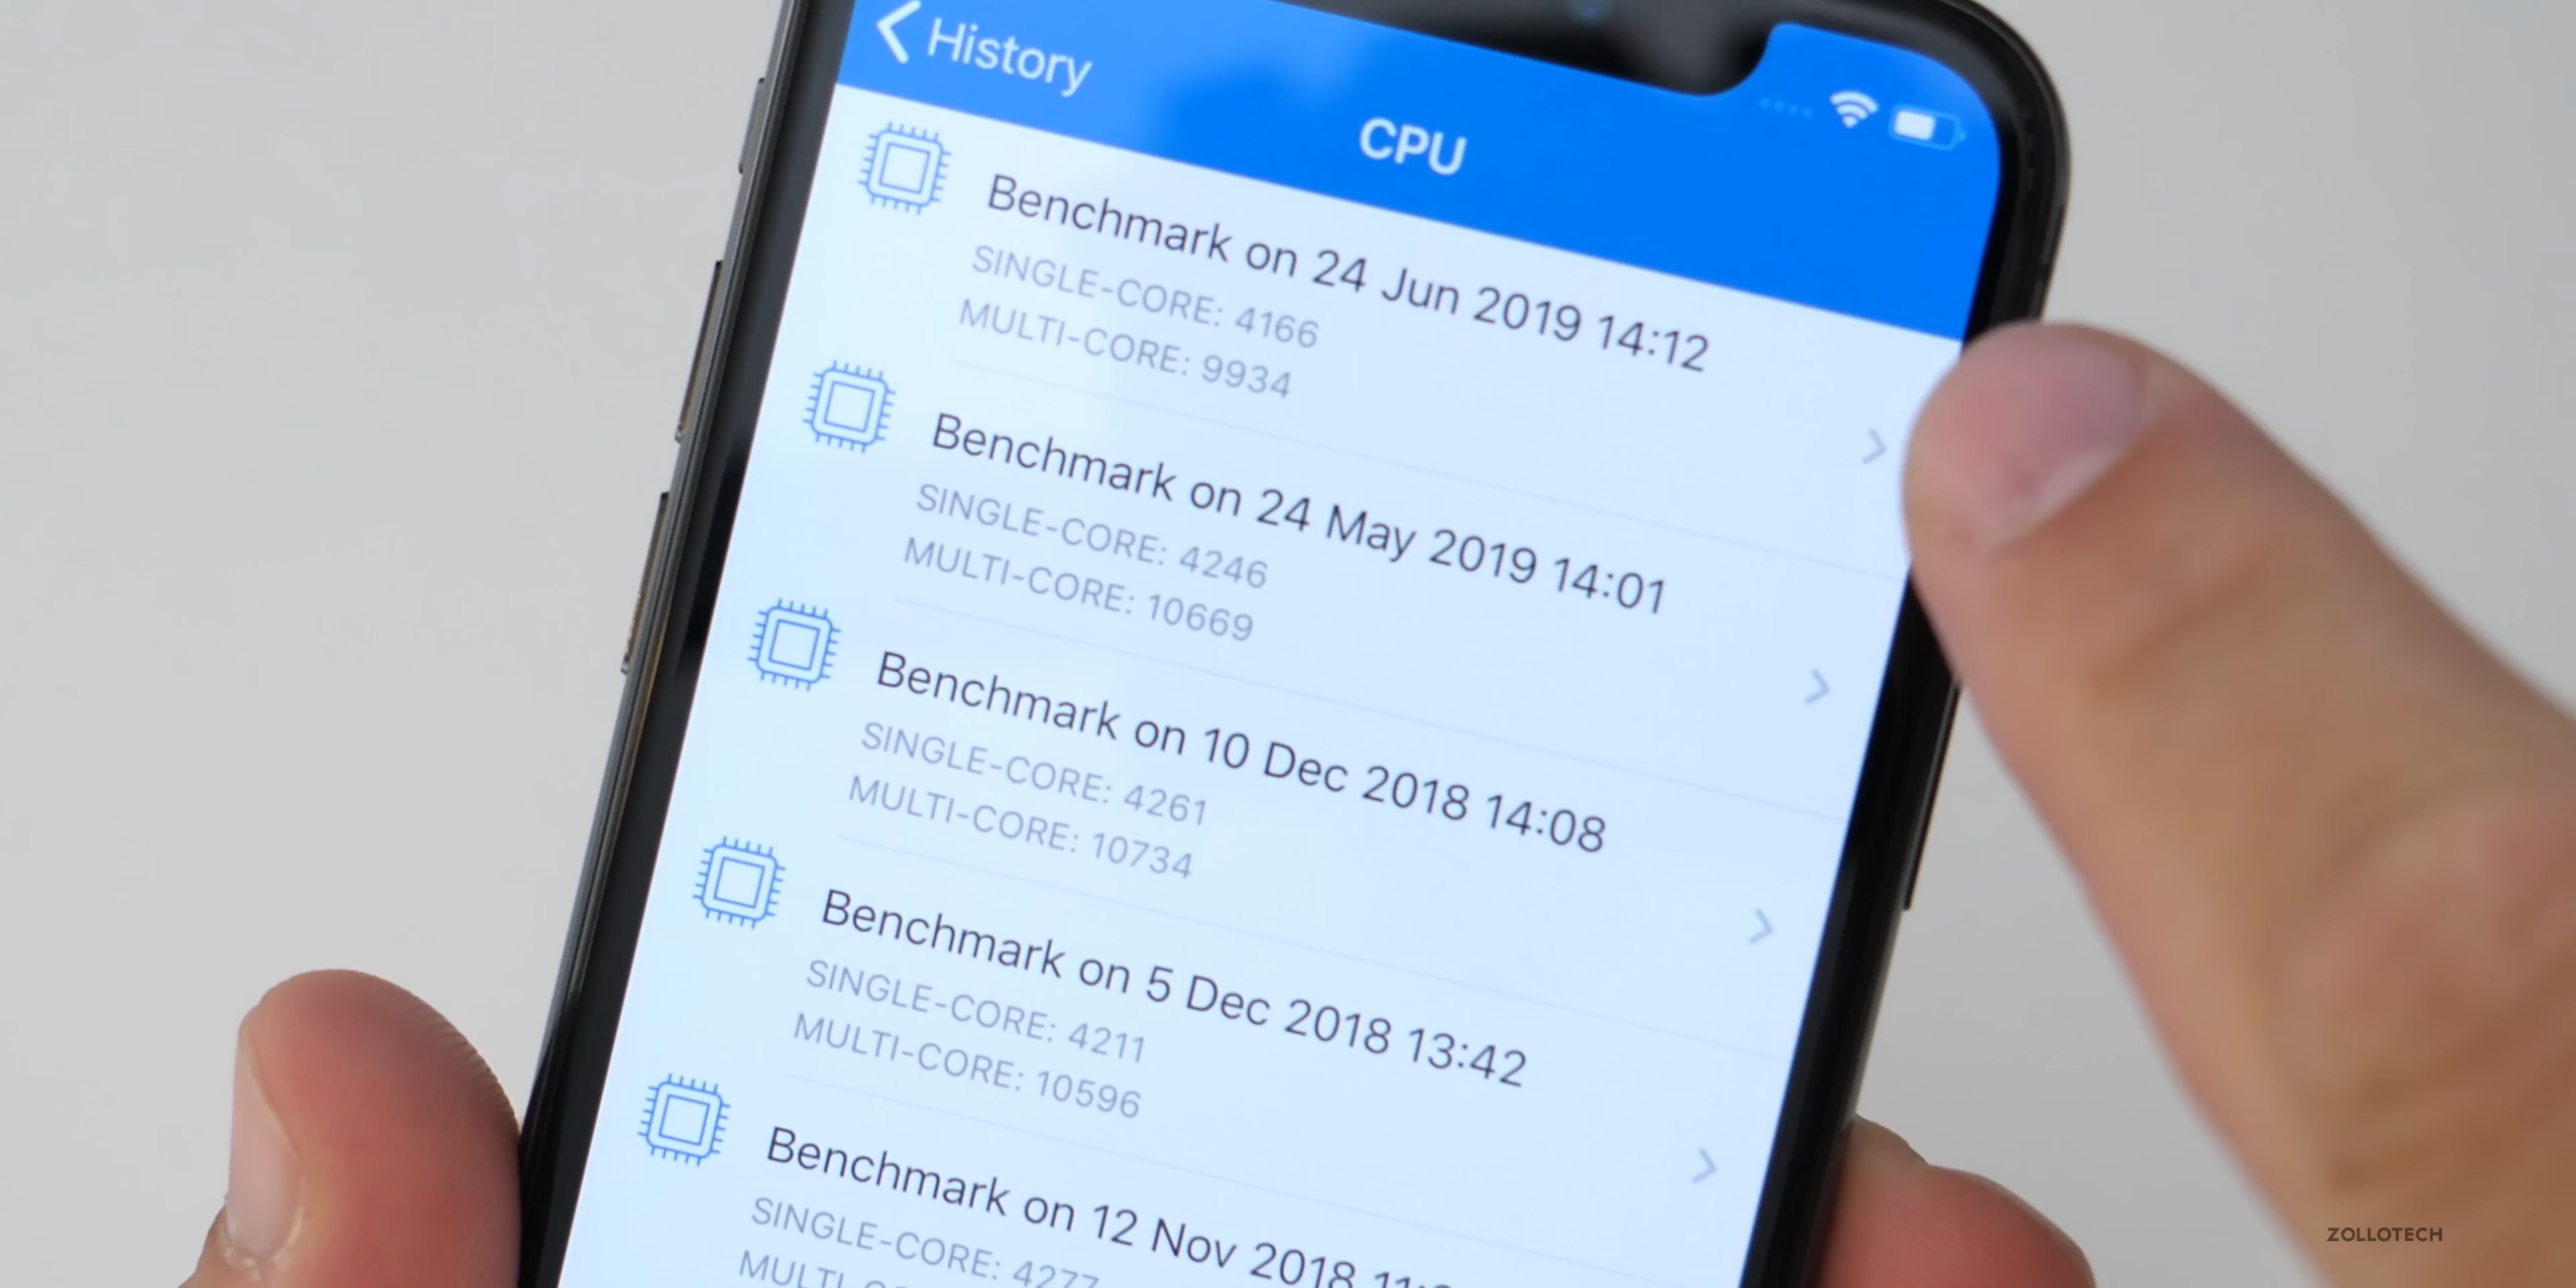 History
CPU
Benchmark on 24 Jun 2019 14:12
SINGLE-CORE: 4166
MULTI-CORE: 9934
Benchmark on 24 May 2019 14:01
SINGLE-CORE: 4246
MULTI-CORE: 10669
Benchmark on 10 Dec 2018 14:08
SINGLE-CORE: 4261
MULTI-CORE: 10734
Benchmark on 5 Dec 2018 13:42
SINGLE-CORE: 4211
MULTI-CORE: 10596
Benchmark on 12 Nov 2018
SINGLE-CORE: 4277
ZOLLOTECH